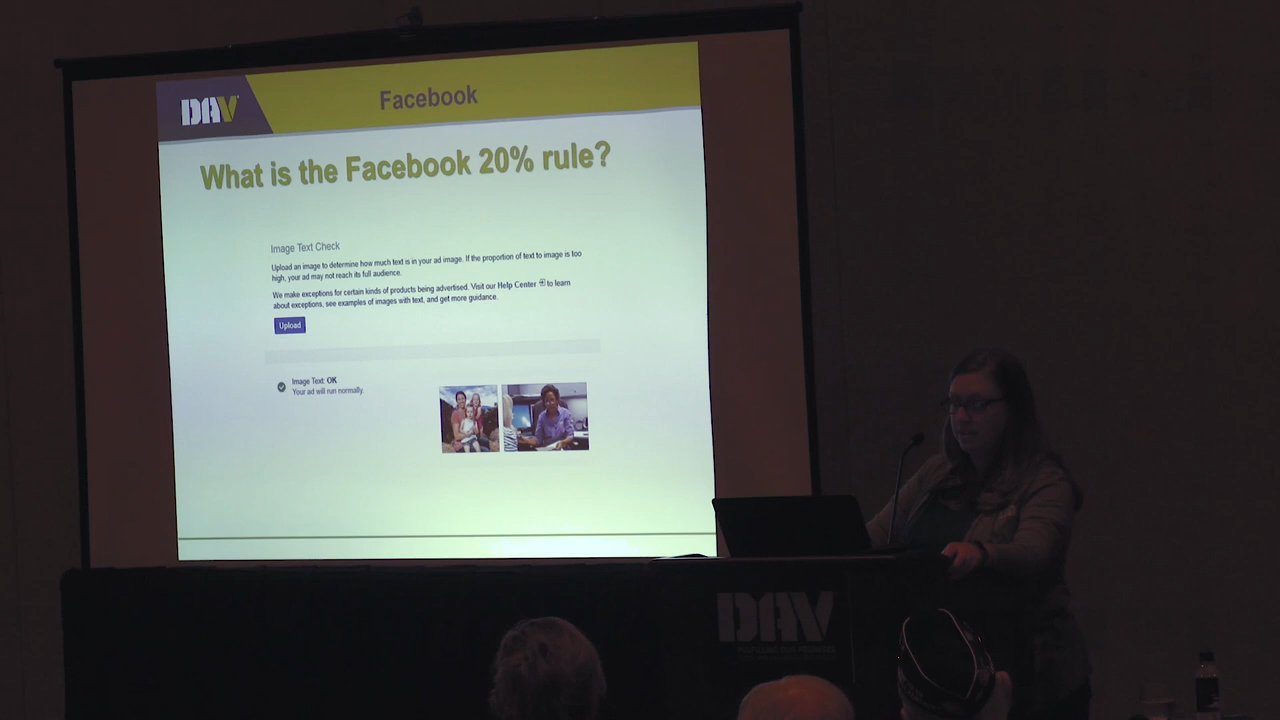 DAV
Facebook
What is the Facebook 20% rule?
Image Text Check
Upload an image to determine how much text is in your ad image. If the proportion of text to image is too
high, your ad may not reach its full audience.
We make exceptions for certain kinds of products being advertised. Visit our Help Center to learn
about exceptions, see examples of images with text, and get more guidance.
Upload
Image Text: OK
Your ad will run normally.
DAV